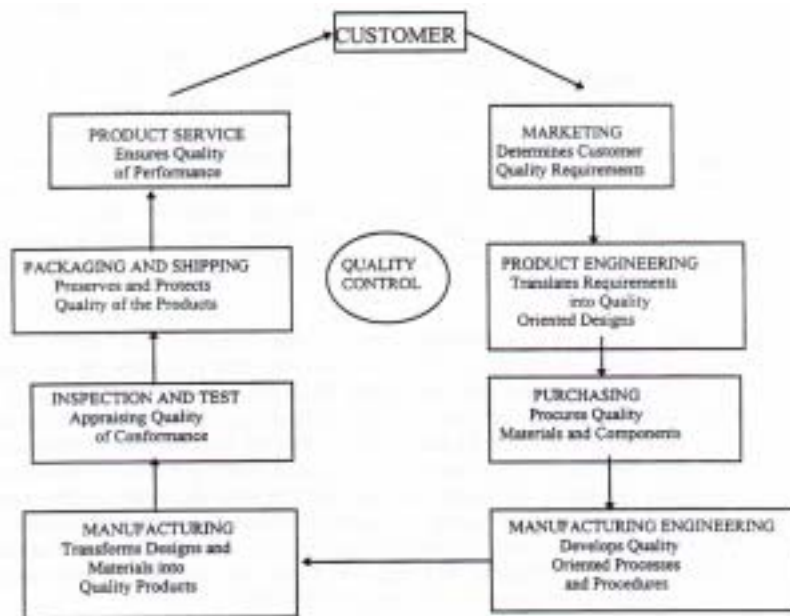 CUSTOMER
MARKETING
Determines Customer
Quality Requirements
PRODUCT ENGINEERING
Translates Requirements
into Quality
Oriented Designs
PURCHASING
Procures Quality
Materials and Components
MANUFACTURING ENGINEERING
Develops Quality
Oriented Processes
and Procedures
MANUFACTURING
Transforms Designs and
Materials into
Quality Products
INSPECTION AND TEST
Appraising Quality
of Conformance
PACKAGING AND SHIPPING
Preserves and Protects
Quality of the Products
PRODUCT SERVICE
Ensures Quality
of Performance
QUALITY
CONTROL